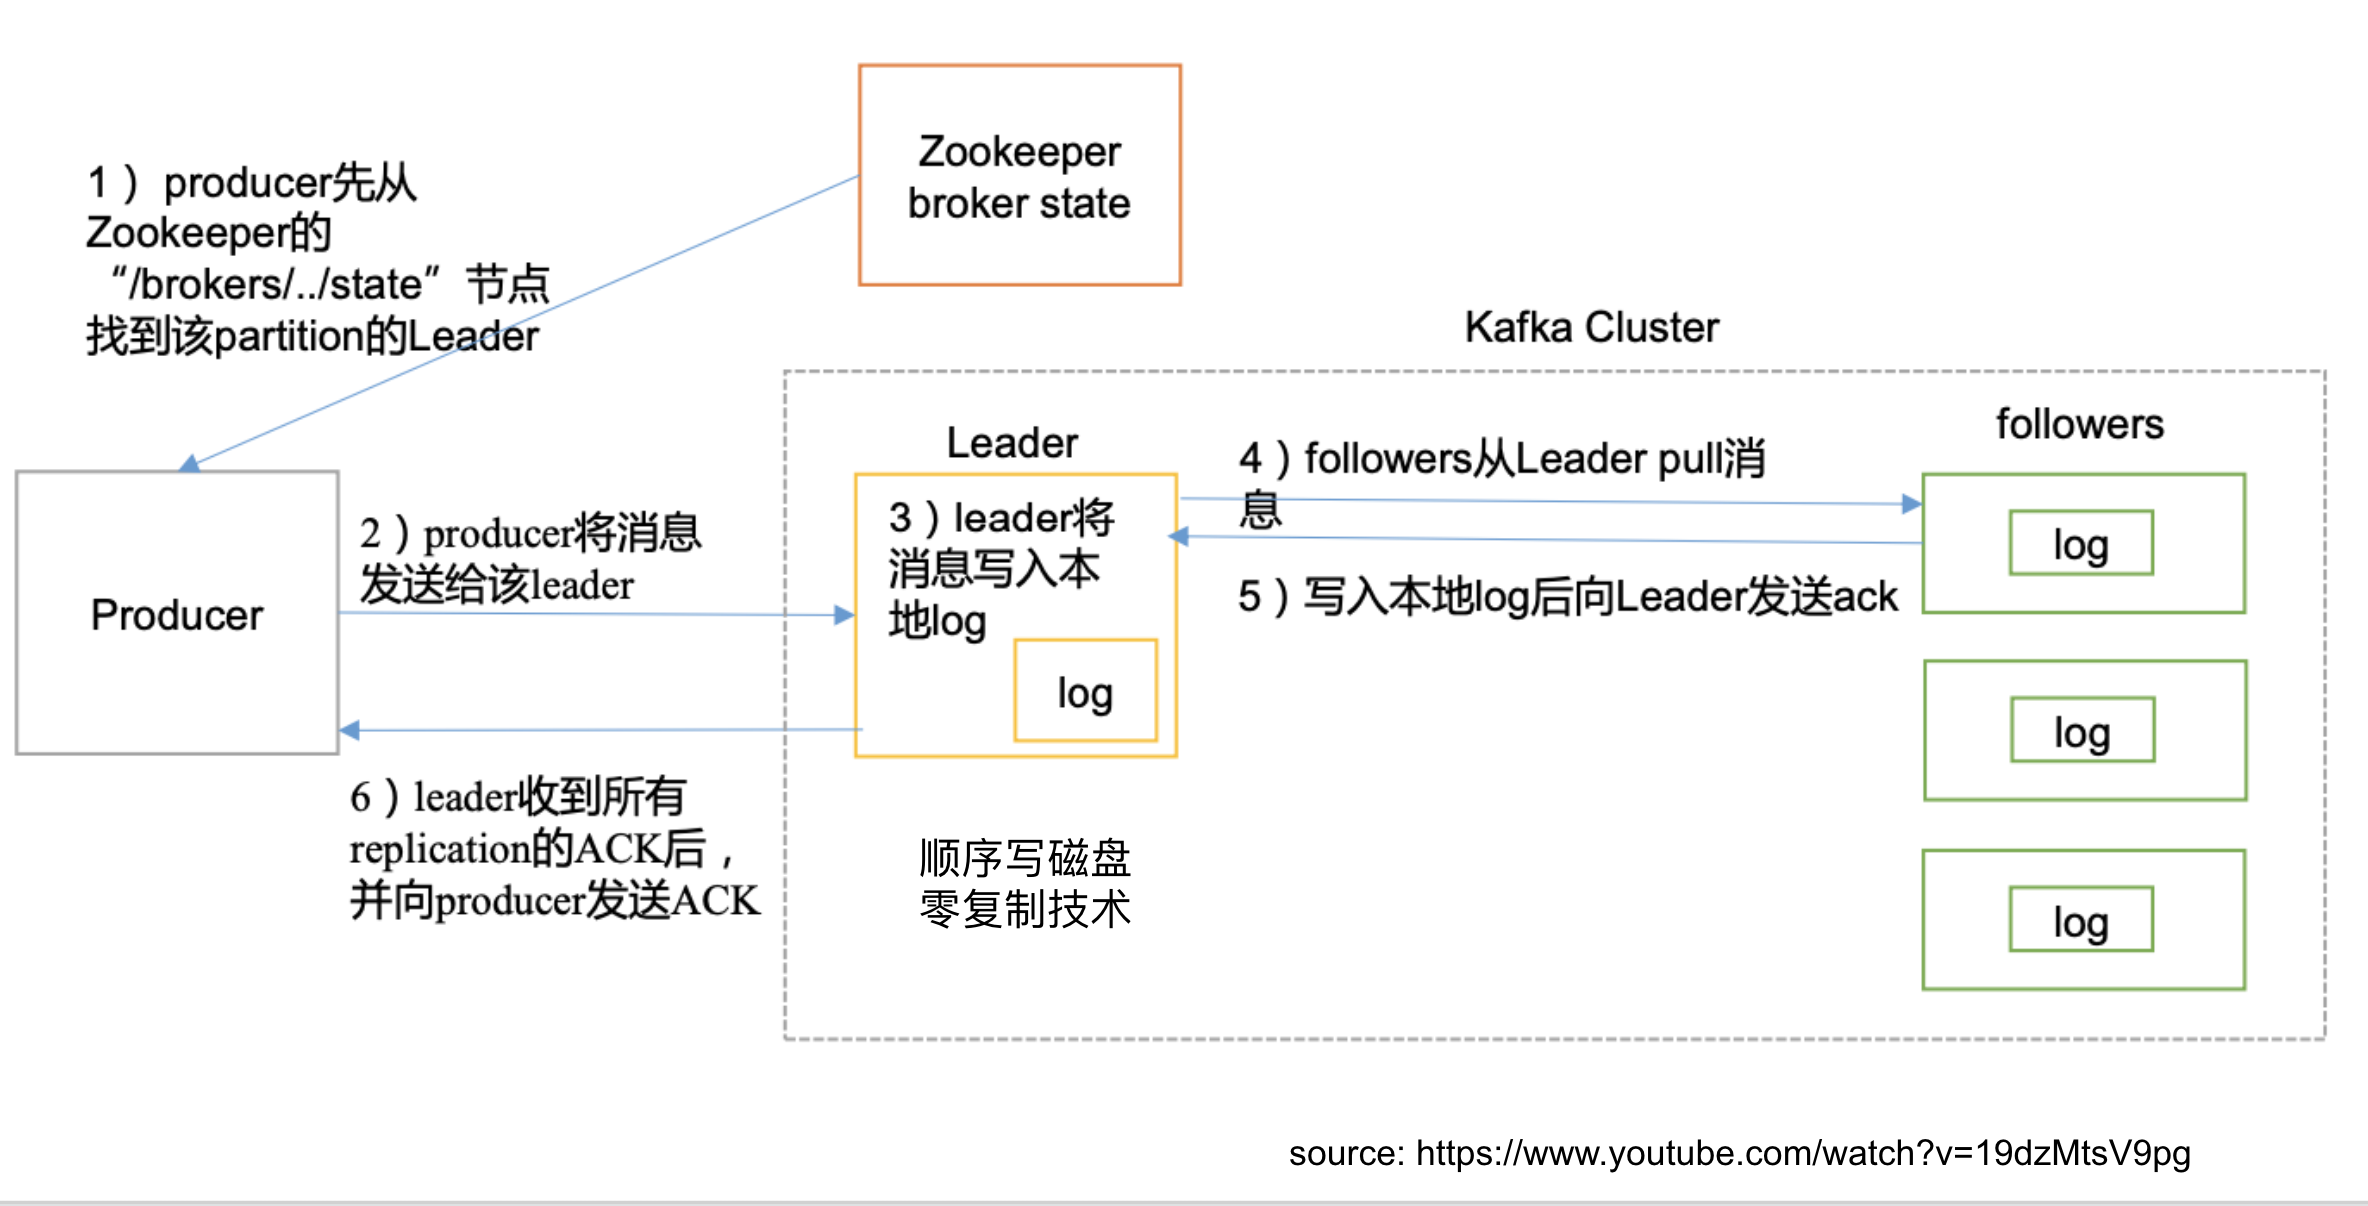 Zookeeper
broker state
1） producer先从
Zookeeper的
“/brokers/../state”节点
找到该partition的Leader
Kafka Cluster
Producer
2）producer将消息
发送给该leader
Leader
3）leader将
消息写入本
地log
log
4）followers从Leader pull消
息
5）写入本地log后向Leader发送ack
followers
log
log
log
6）leader收到所有
replication的ACK后，
并向producer发送ACK
顺序写磁盘
零复制技术
source: https://www.youtube.com/watch?v=19dzMtsV9pg